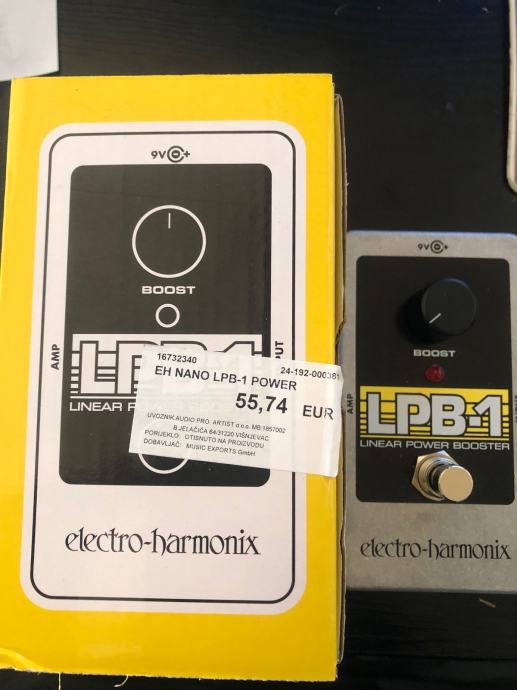 9V
BOOST
AMP
LPB-1
LINEAR
16732340
24-192-000381
EH NANO LPB-1 POWER
55,74 EUR
UVOZNIK.AUDIO PRO ARTIST d.o.o. MB:1857002
BJELAČIĆA 64/31220 VIŠNJEVAC
PORIJEKLO: OTISNUTO NA PROIZVODU
DOBAVLJAČ: MUSIC EXPORTS GmbH
electro-harmonix
9V
BOOST
AMP
LPB-1
LINEAR POWER BOOSTER
electro-harmonix